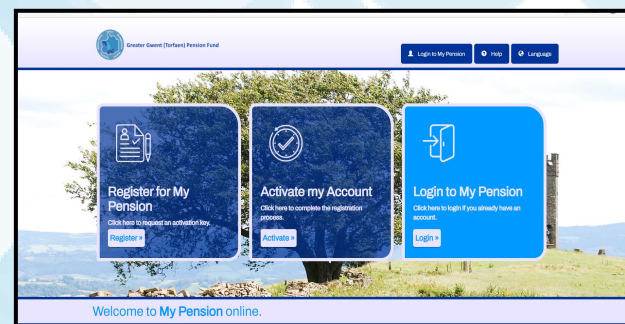 Greater Gwent (Torfaen) Pension Fund
Login to My Pension
Help
Language
Register for My
Pension
Click here to request an activation key.
Register »
Activate my Account
Click here to complete the registration
process.
Activate »
Login to My Pension
Click here to login if you already have an
account.
Login »
Welcome to My Pension online.